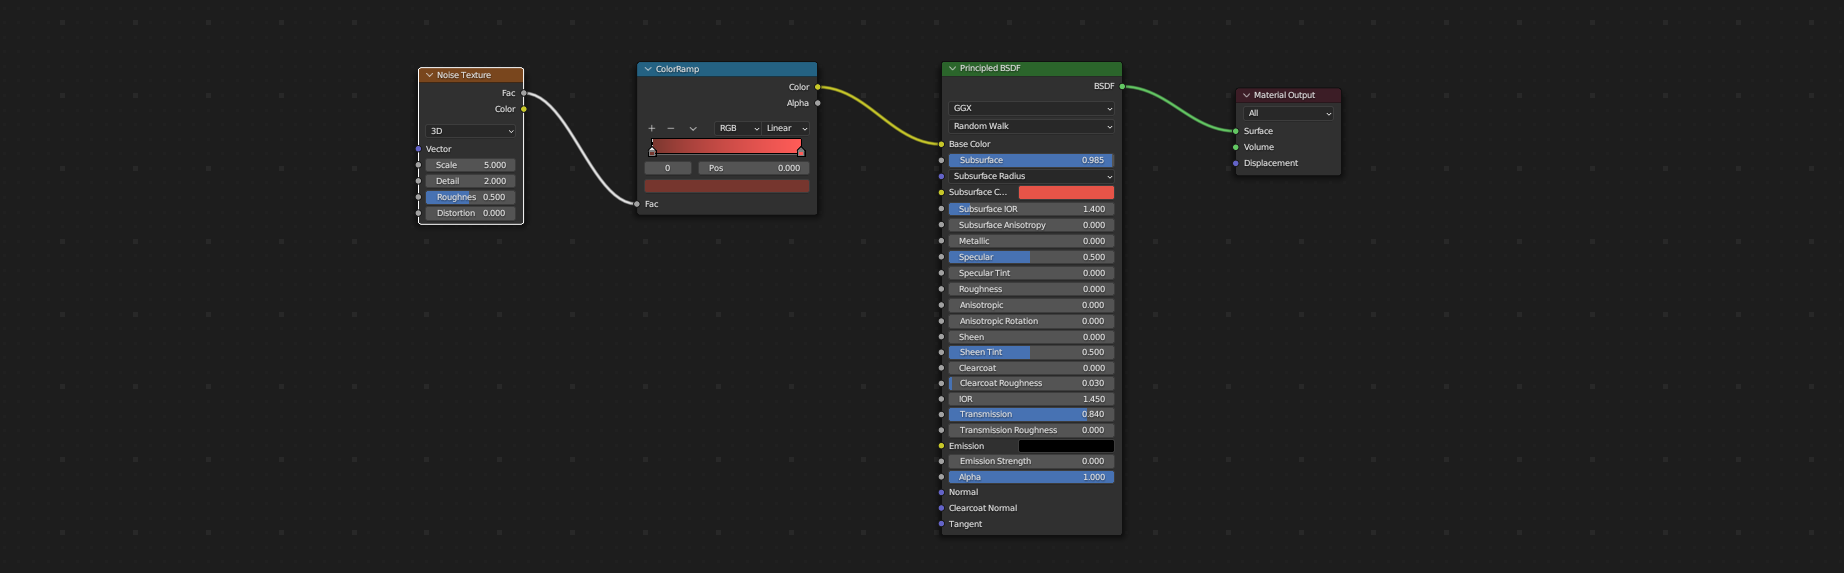 Noise Texture
Fac
Color
3D
Vector
Scale 5.000
Detail 2.000
Roughnes 0.500
Distortion 0.000
ColorRamp
Color
Alpha
RGB Linear
0 Pos 0.000
Fac
Principled BSDF
BSDF
GGX
Random Walk
Base Color
Subsurface 0.985
Subsurface Radius
Subsurface C...
Subsurface IOR 1.400
Subsurface Anisotropy 0.000
Metallic 0.000
Specular 0.500
Specular Tint 0.000
Roughness 0.000
Anisotropic 0.000
Anisotropic Rotation 0.000
Sheen 0.000
Sheen Tint 0.500
Clearcoat 0.000
Clearcoat Roughness 0.030
IOR 1.450
Transmission 0.840
Transmission Roughness 0.000
Emission
Emission Strength 0.000
Alpha 1.000
Normal
Clearcoat Normal
Tangent
Material Output
All
Surface
Volume
Displacement